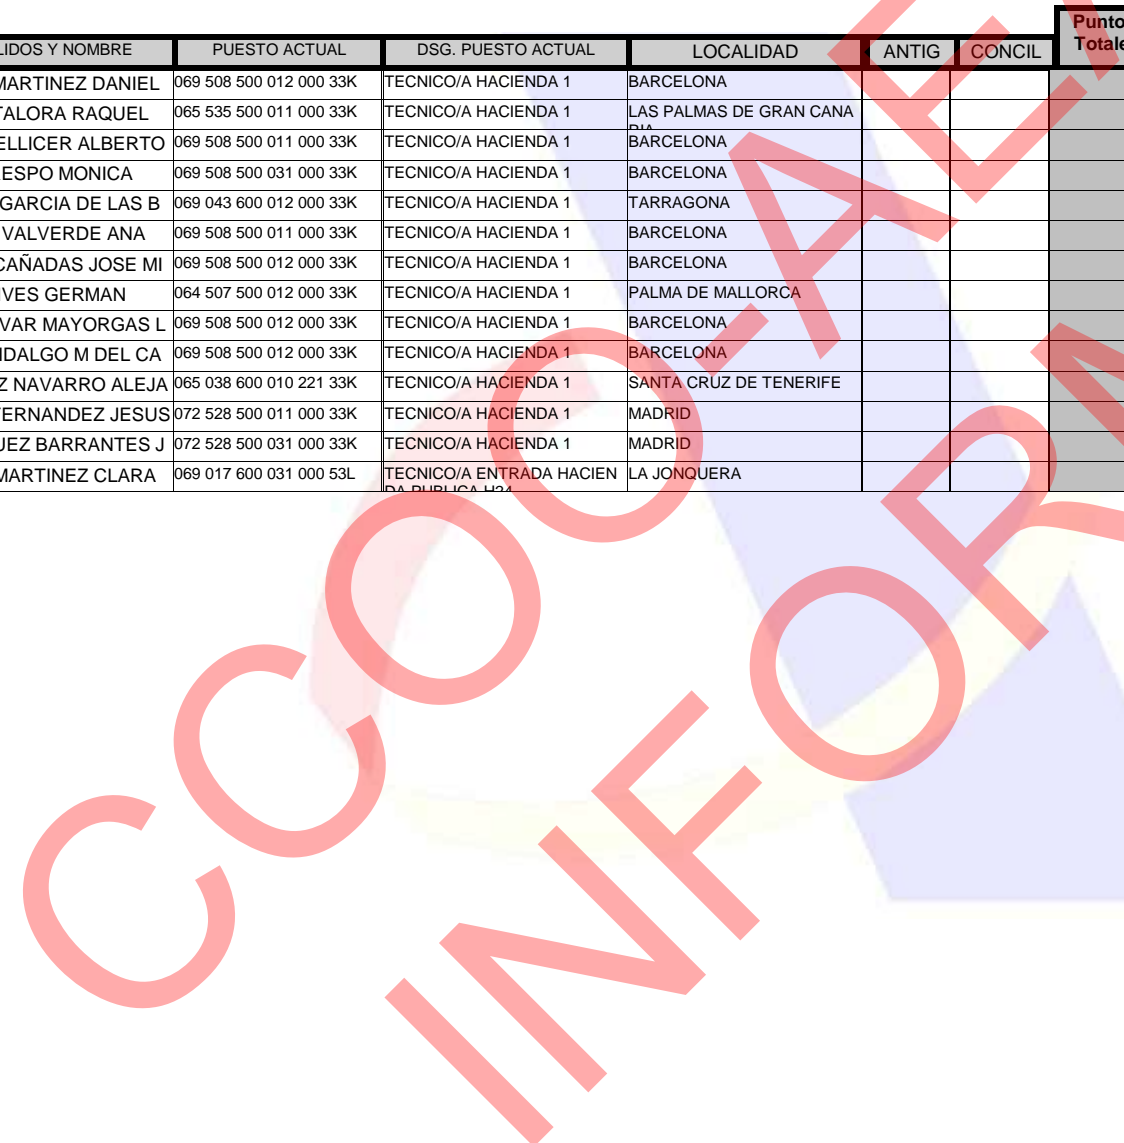 Punto
Totale
LIDOS Y NOMBRE PUESTO ACTUAL DSG. PUESTO ACTUAL LOCALIDAD ANTIG CONCIL
MARTINEZ DANIEL 069 508 500 012 000 33K TECNICO/A HACIENDA 1 BARCELONA
TALORA RAQUEL 065 535 500 011 000 33K TECNICO/A HACIENDA 1 LAS PALMAS DE GRAN CANA
RIA
ELLICER ALBERTO 069 508 500 011 000 33K TECNICO/A HACIENDA 1 BARCELONA
ESPO MONICA 069 508 500 031 000 33K TECNICO/A HACIENDA 1 BARCELONA
GARCIA DE LAS B 069 043 600 012 000 33K TECNICO/A HACIENDA 1 TARRAGONA
VALVERDE ANA 069 508 500 011 000 33K TECNICO/A HACIENDA 1 BARCELONA
CAÑADAS JOSE MI 069 508 500 012 000 33K TECNICO/A HACIENDA 1 BARCELONA
VES GERMAN 064 507 500 012 000 33K TECNICO/A HACIENDA 1 PALMA DE MALLORCA
VAR MAYORGAS L 069 508 500 012 000 33K TECNICO/A HACIENDA 1 BARCELONA
IDALGO M DEL CA 069 508 500 012 000 33K TECNICO/A HACIENDA 1 BARCELONA
Z NAVARRO ALEJA 065 038 600 010 221 33K TECNICO/A HACIENDA 1 SANTA CRUZ DE TENERIFE
FERNANDEZ JESUS 072 528 500 011 000 33K TECNICO/A HACIENDA 1 MADRID
UEZ BARRANTES J 072 528 500 031 000 33K TECNICO/A HACIENDA 1 MADRID
MARTINEZ CLARA 069 017 600 031 000 53L TECNICO/A ENTRADA HACIEN LA JONQUERA
DA PUBLICA H24
CCOO-AE
INFOR